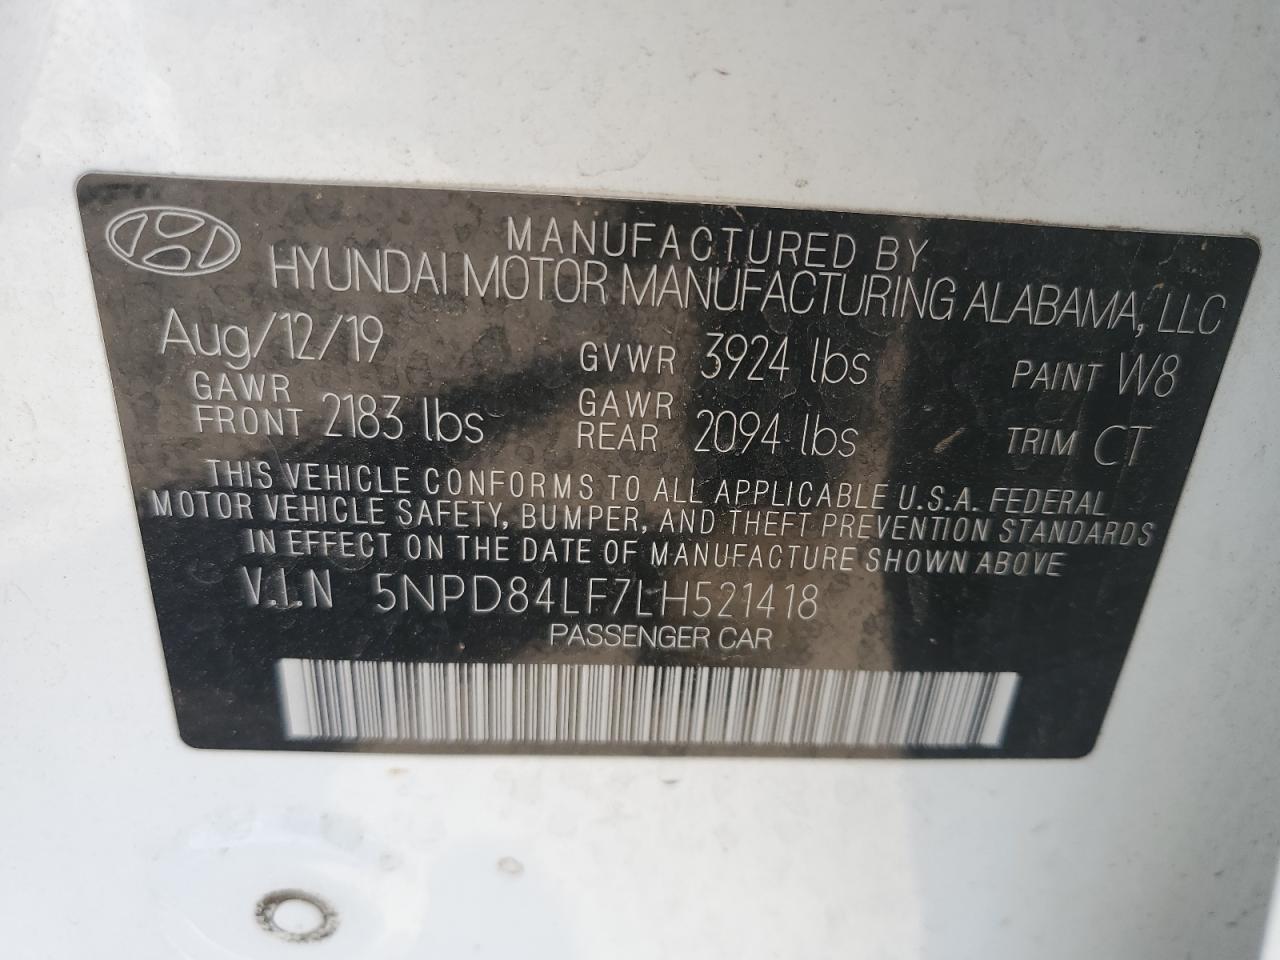 MANUFACTURED BY
HYUNDAI MOTOR MANUFACTURING ALABAMA, LLC
Aug/12/19 GVWR 3924 lbs PAINT W8
GAWR FRONT 2183 lbs GAWR REAR 2094 lbs TRIM CT
THIS VEHICLE CONFORMS TO ALL APPLICABLE U.S.A. FEDERAL
MOTOR VEHICLE SAFETY, BUMPER, AND THEFT PREVENTION STANDARDS
IN EFFECT ON THE DATE OF MANUFACTURE SHOWN ABOVE
V.I.N 5NPD84LF7LH521418
PASSENGER CAR